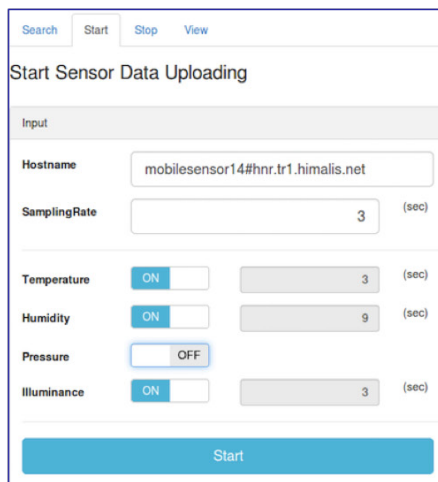 Search Start Stop View
Start Sensor Data Uploading
Input
Hostname mobilesensor14#hnr.tr1.himalis.net
SamplingRate 3 (sec)
Temperature ON 3 (sec)
Humidity ON 9 (sec)
Pressure OFF
Illuminance ON 3 (sec)
Start